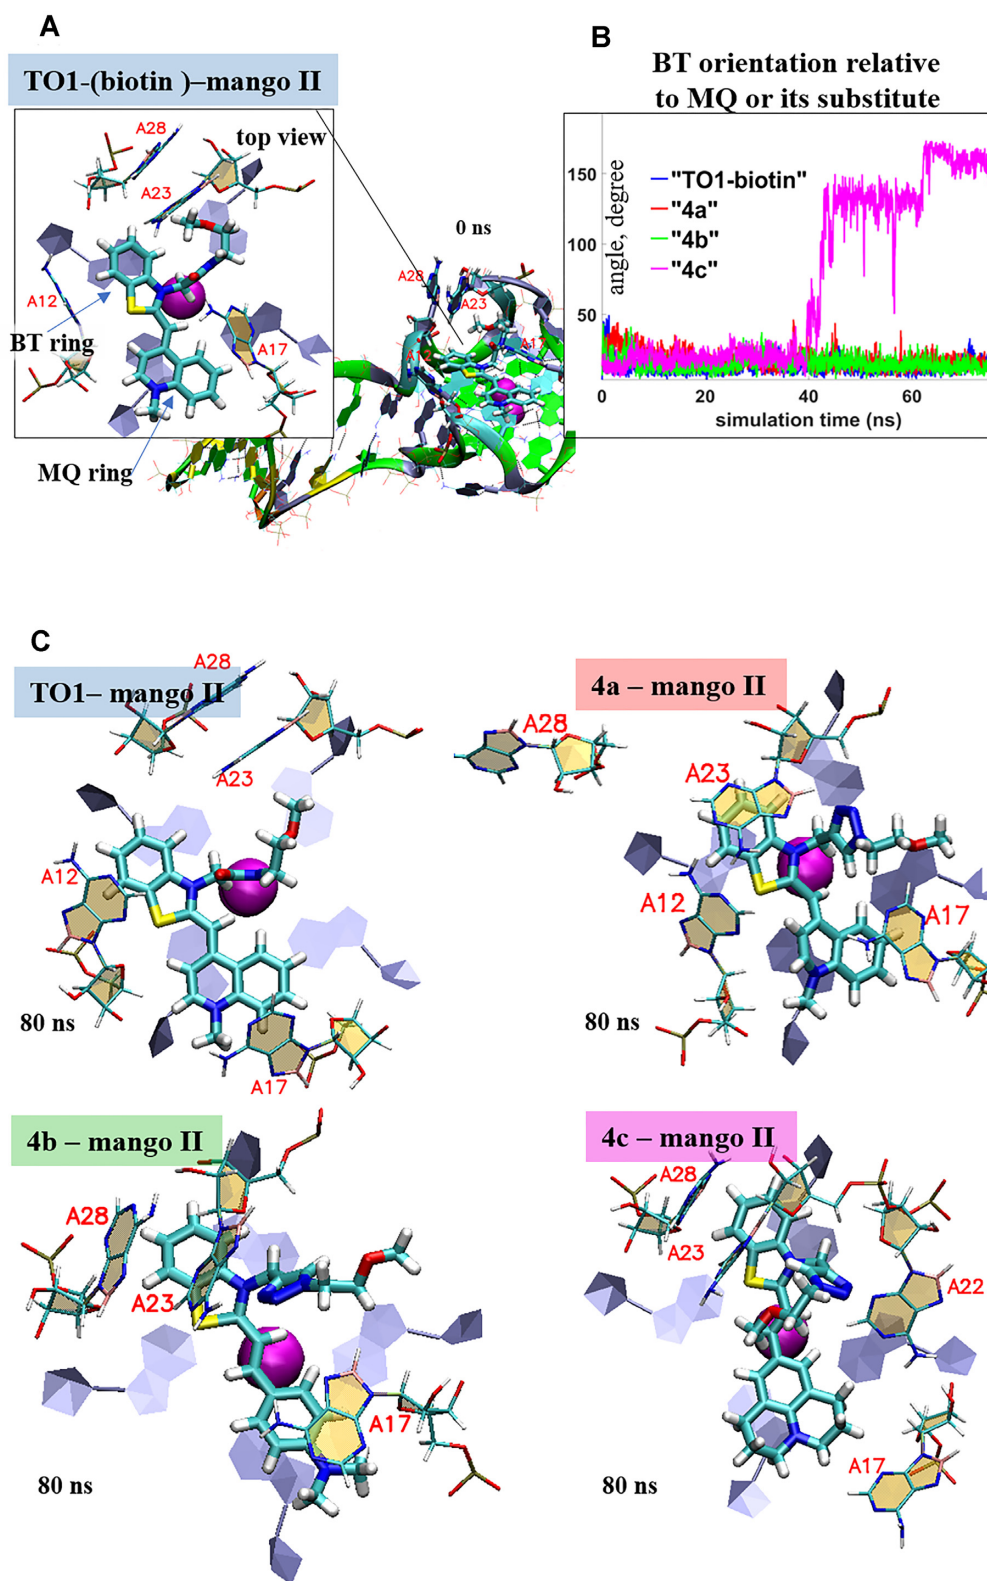 A
TO1-(biotin )–mango II
top view
A28
A23
A12
BT ring
A17
MQ ring
0 ns
A28
A23
A12
A17
B
BT orientation relative
to MQ or its substitute
angle, degree
150
100
50
"TO1-biotin"
"4a"
"4b"
"4c"
0
20
40
60
simulation time (ns)
C
TO1– mango II
A28
A23
A12
A17
80 ns
4a – mango II
A28
A23
A12
A17
80 ns
4b – mango II
A28
A23
A17
80 ns
4c – mango II
A28
A23
A22
A17
80 ns